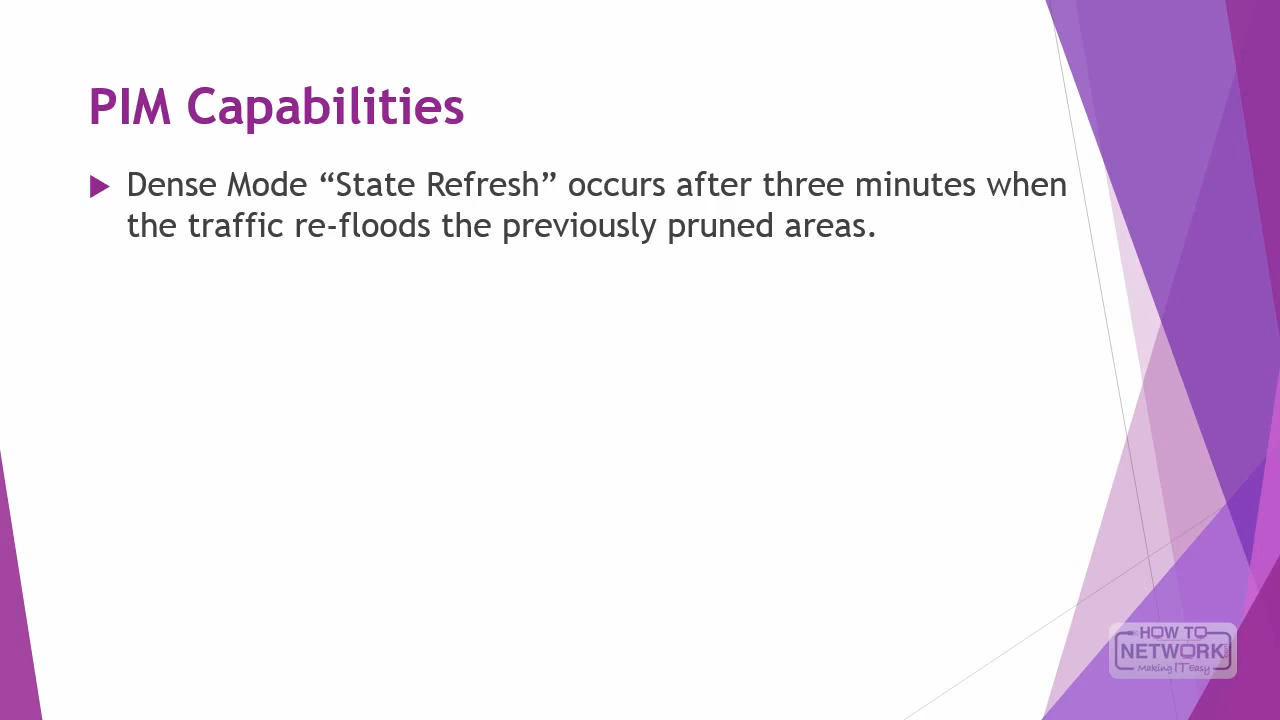 PIM Capabilities
Dense Mode “State Refresh” occurs after three minutes when
the traffic re-floods the previously pruned areas.
HOW TO
NETWORK
Making IT Easy